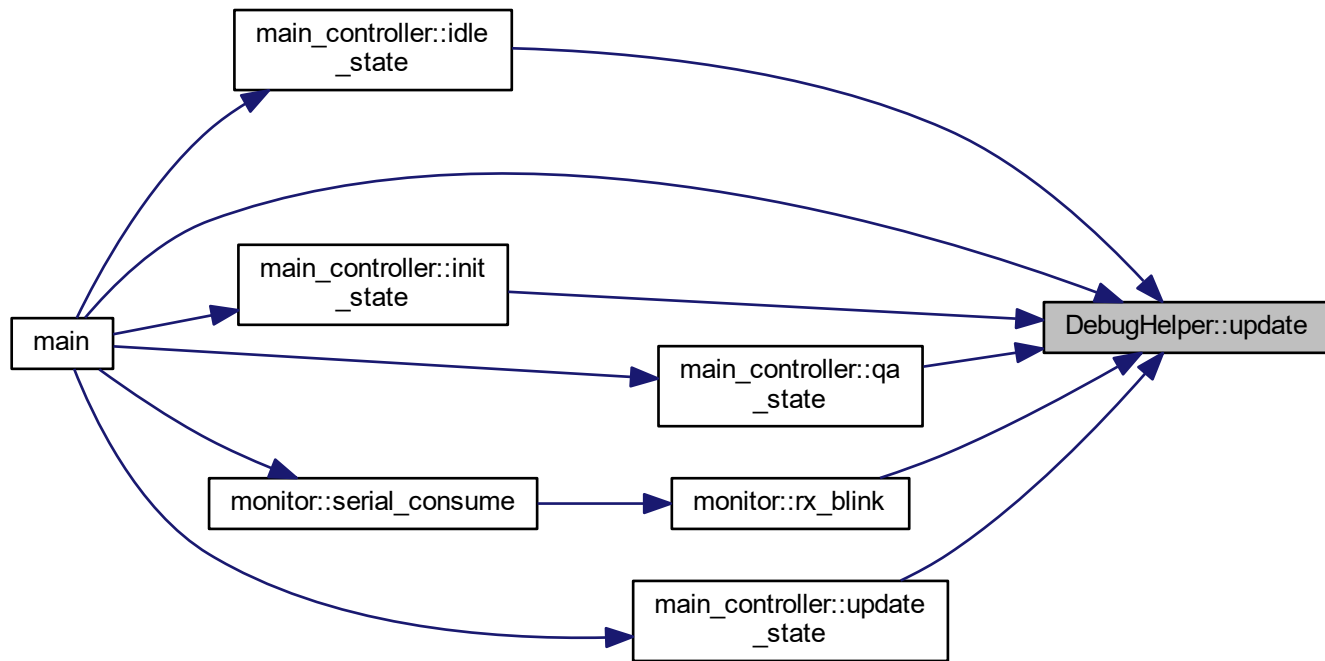 main_controller::idle
_state
main_controller::init
_state
DebugHelper::update
main
main_controller::qa
_state
monitor::serial_consume
monitor::rx_blink
main_controller::update
_state